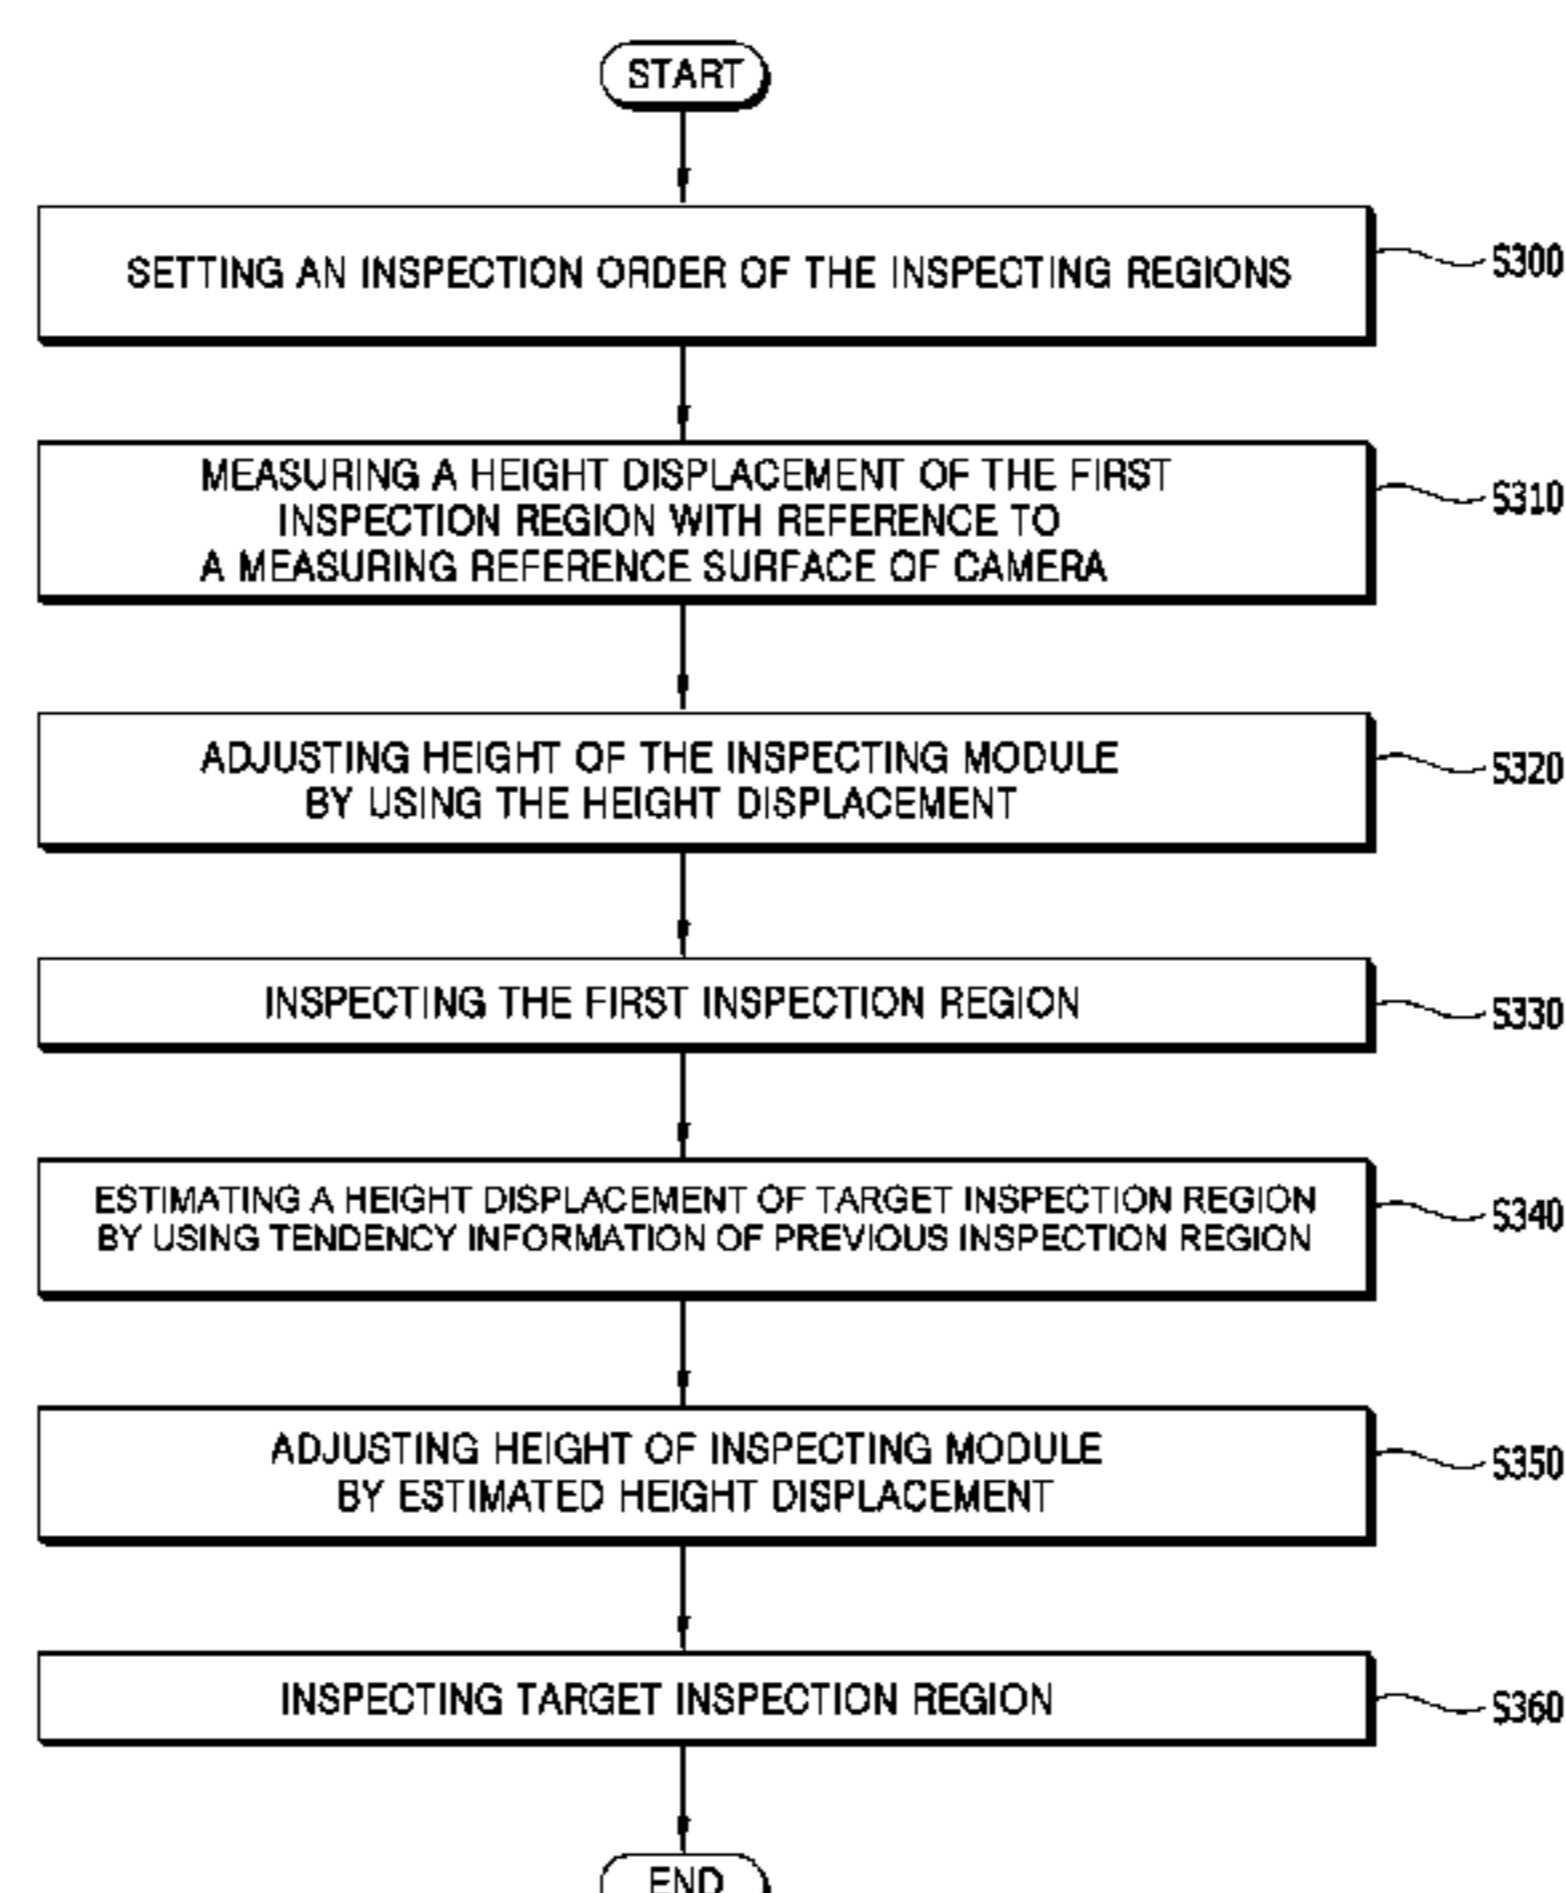 START
SETTING AN INSPECTION ORDER OF THE INSPECTING REGIONS
S300
MEASURING A HEIGHT DISPLACEMENT OF THE FIRST
INSPECTION REGION WITH REFERENCE TO
A MEASURING REFERENCE SURFACE OF CAMERA
S310
ADJUSTING HEIGHT OF THE INSPECTING MODULE
BY USING THE HEIGHT DISPLACEMENT
S320
INSPECTING THE FIRST INSPECTION REGION
S330
ESTIMATING A HEIGHT DISPLACEMENT OF TARGET INSPECTION REGION
BY USING TENDENCY INFORMATION OF PREVIOUS INSPECTION REGION
S340
ADJUSTING HEIGHT OF INSPECTING MODULE
BY ESTIMATED HEIGHT DISPLACEMENT
S350
INSPECTING TARGET INSPECTION REGION
S360
END